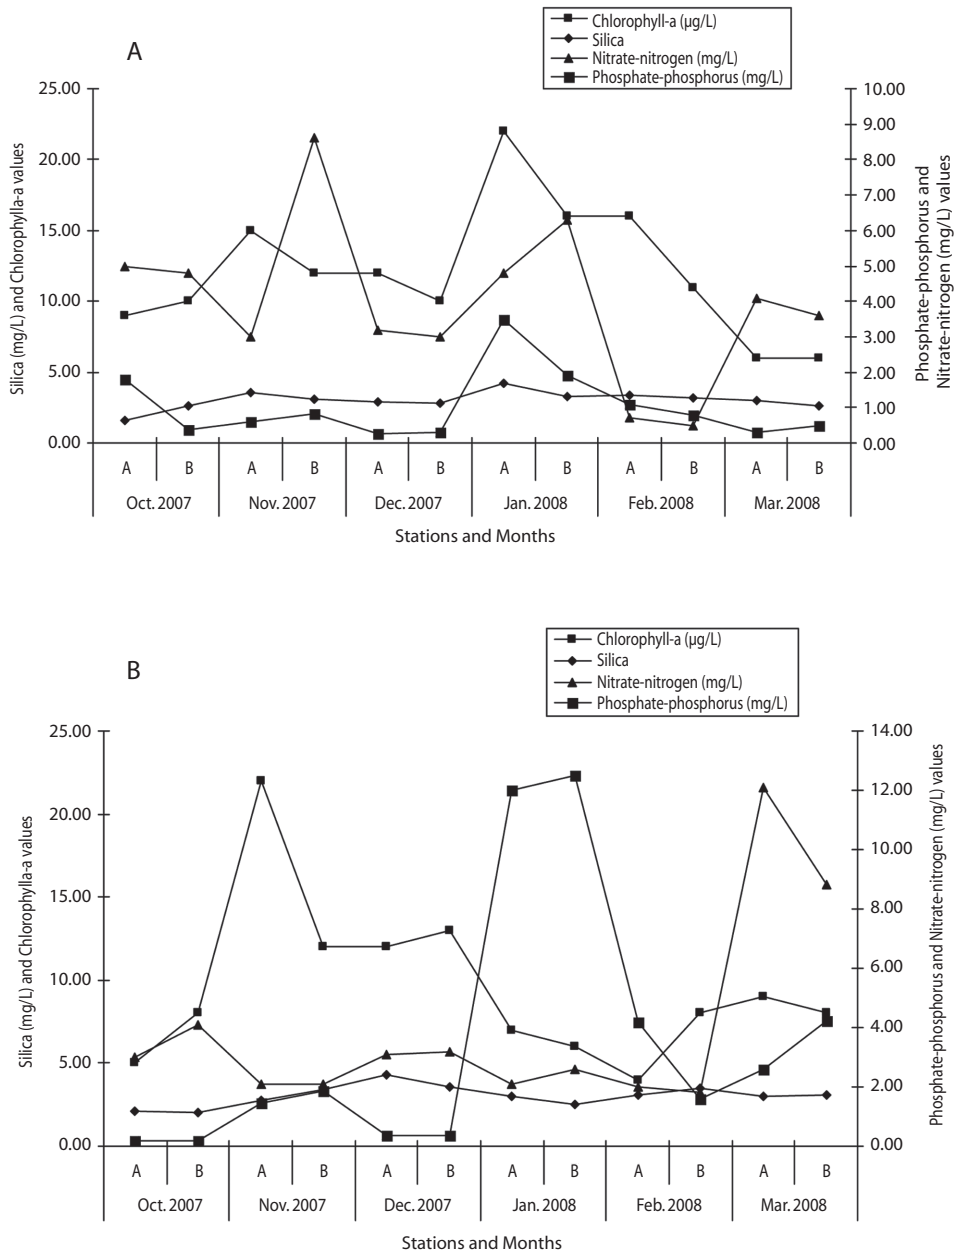 A
Chlorophyll-a (µg/L)
Silica
Nitrate-nitrogen (mg/L)
Phosphate-phosphorus (mg/L)
Silica (mg/L) and Chlorophylla-a values
25.00
20.00
15.00
10.00
5.00
0.00
10.00
9.00
8.00
7.00
6.00
5.00
4.00
3.00
2.00
1.00
0.00
Phosphate-phosphorus and
Nitrate-nitrogen (mg/L) values
A B A B A B A B A B A B
Oct. 2007 Nov. 2007 Dec. 2007 Jan. 2008 Feb. 2008 Mar. 2008
Stations and Months
B
Chlorophyll-a (µg/L)
Silica
Nitrate-nitrogen (mg/L)
Phosphate-phosphorus (mg/L)
Silica (mg/L) and Chlorophylla-a values
25.00
20.00
15.00
10.00
5.00
0.00
14.00
12.00
10.00
8.00
6.00
4.00
2.00
0.00
Phosphate-phosphorus and Nitrate-nitrogen (mg/L) values
A B A B A B A B A B A B
Oct. 2007 Nov. 2007 Dec. 2007 Jan. 2008 Feb. 2008 Mar. 2008
Stations and Months